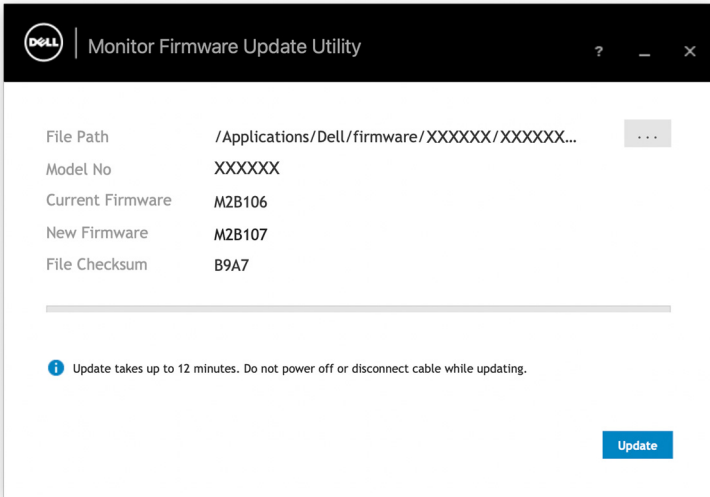 DELL Monitor Firmware Update Utility ? _ ×
File Path /Applications/Dell/firmware/XXXXXX/XXXXXX... ...
Model No XXXXXX
Current Firmware M2B106
New Firmware M2B107
File Checksum B9A7
i Update takes up to 12 minutes. Do not power off or disconnect cable while updating.
Update